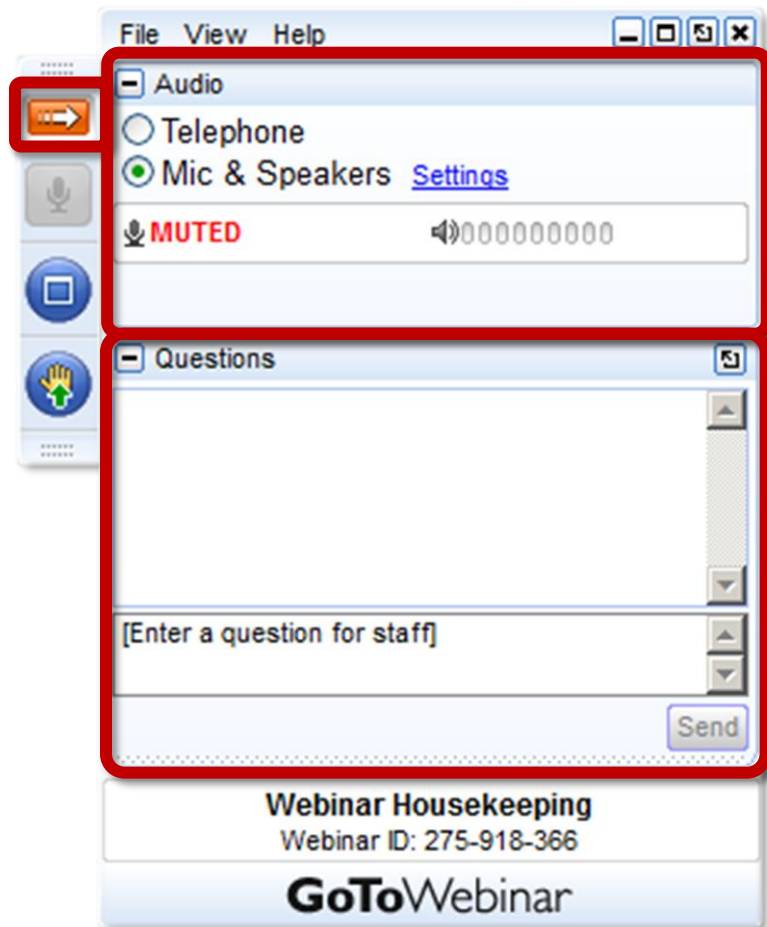 File View Help
Audio
Telephone
Mic & Speakers Settings
MUTED
Questions
[Enter a question for staff]
Send
Webinar Housekeeping
Webinar ID: 275-918-366
GoToWebinar